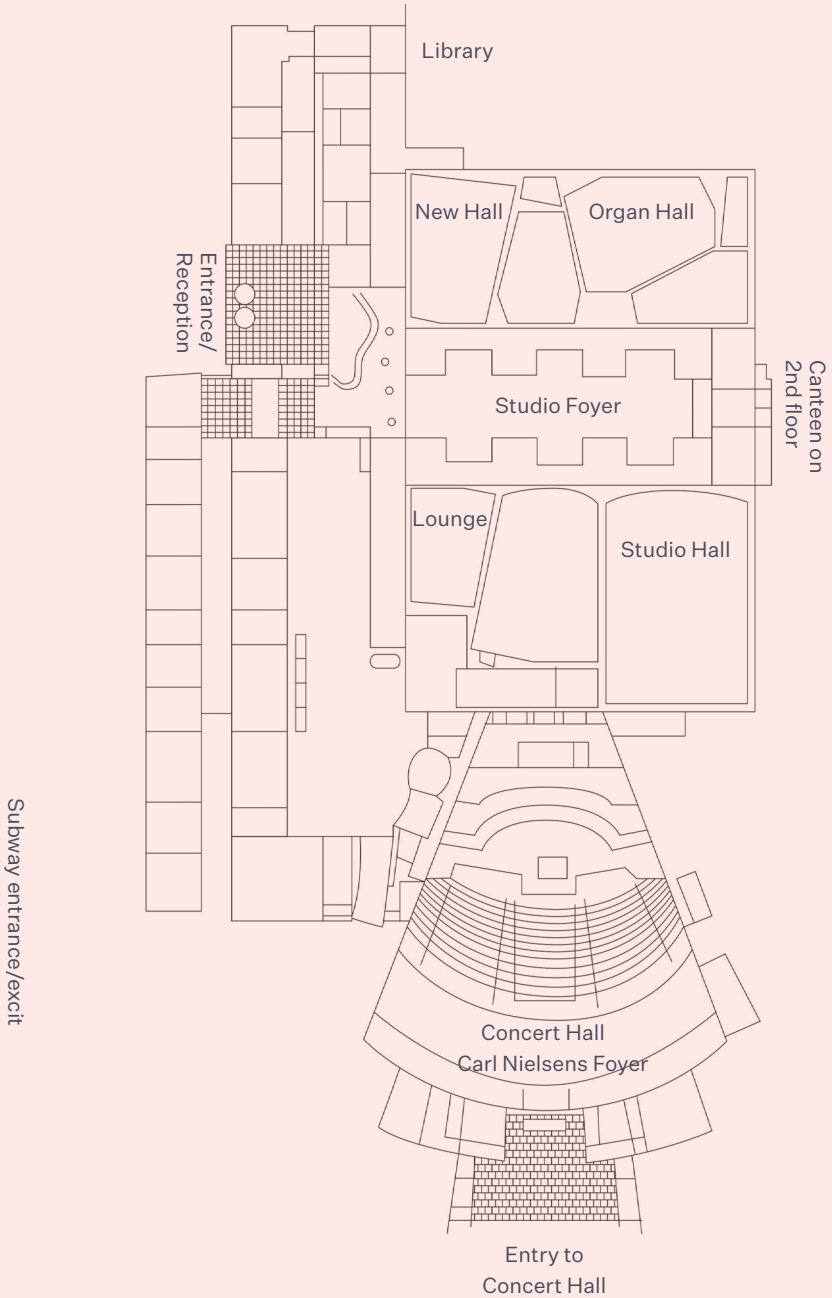 Library
New Hall
Organ Hall
Entrance/
Reception
Canteen on
2nd floor
Studio Foyer
Lounge
Studio Hall
Subway entrance/excit
Concert Hall
Carl Nielsens Foyer
Entry to
Concert Hall